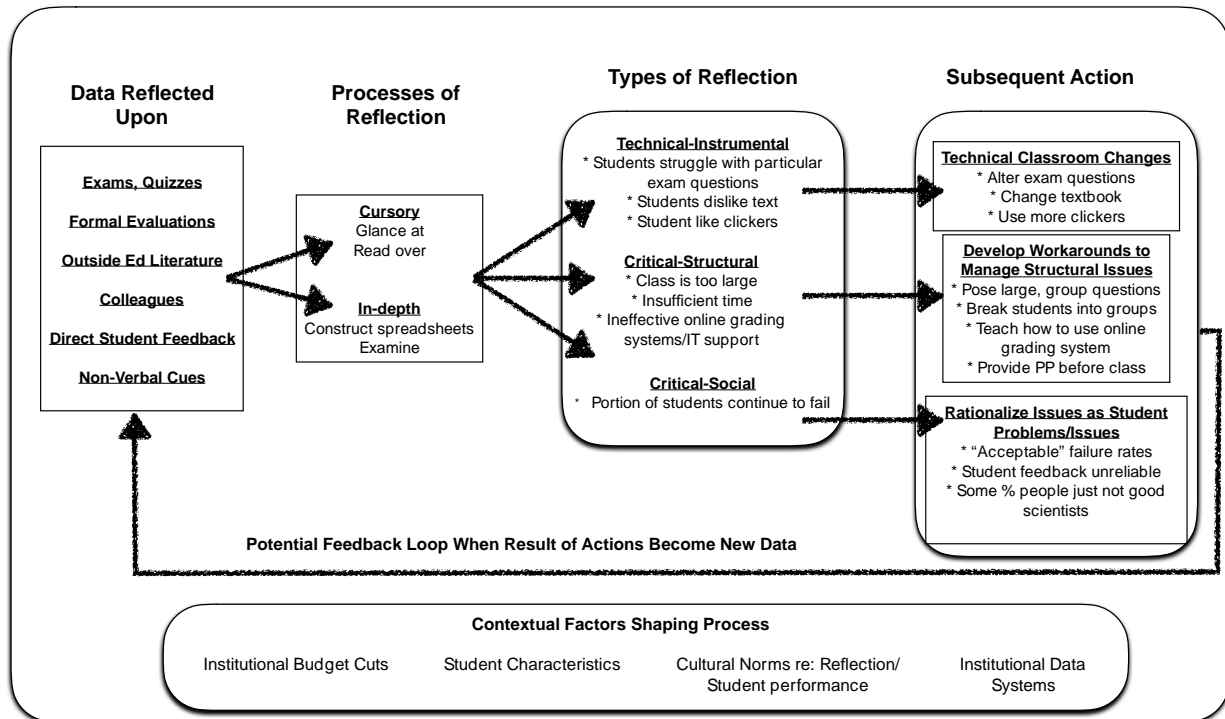 Data Reflected
Upon
Exams, Quizzes
Formal Evaluations
Outside Ed Literature
Colleagues
Direct Student Feedback
Non-Verbal Cues
Processes of
Reflection
Cursory
Glance at
Read over
In-depth
Construct spreadsheets
Examine
Types of Reflection
Technical-Instrumental
* Students struggle with particular
exam questions
* Students dislike text
* Student like clickers
Critical-Structural
* Class is too large
* Insufficient time
* Ineffective online grading
systems/IT support
Critical-Social
* Portion of students continue to fail
Subsequent Action
Technical Classroom Changes
* Alter exam questions
* Change textbook
* Use more clickers
Develop Workarounds to
Manage Structural Issues
* Pose large, group questions
* Break students into groups
* Teach how to use online
grading system
* Provide PP before class
Rationalize Issues as Student
Problems/Issues
* “Acceptable” failure rates
* Student feedback unreliable
* Some % people just not good
scientists
Potential Feedback Loop When Result of Actions Become New Data
Contextual Factors Shaping Process
Institutional Budget Cuts
Student Characteristics
Cultural Norms re: Reflection/
Student performance
Institutional Data
Systems